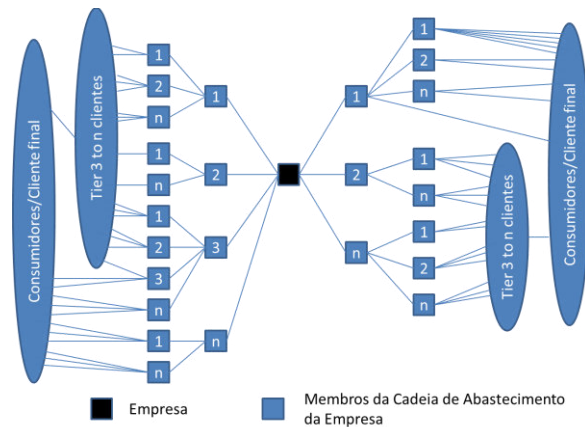 Consumidores/Cliente final
Tier 3 to n clientes
1
2
n
1
n
1
2
3
n
1
n
1
2
3
n
1
2
n
1
2
n
1
n
1
2
n
Tier 3 to n clientes
Consumidores/Cliente final
Empresa
Membros da Cadeia de Abastecimento
da Empresa